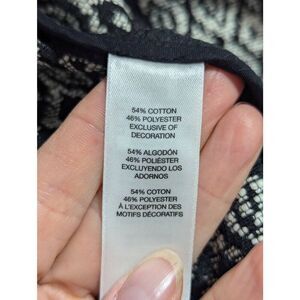 54% COTTON
46% POLYESTER
EXCLUSIVE OF
DECORATION
54% ALGODÓN
46% POLIÉSTER
EXCLUYENDO LOS
ADORNOS
54% COTON
46% POLYESTER
À L'EXCEPTION DES
MOTIFS DÉCORATIFS